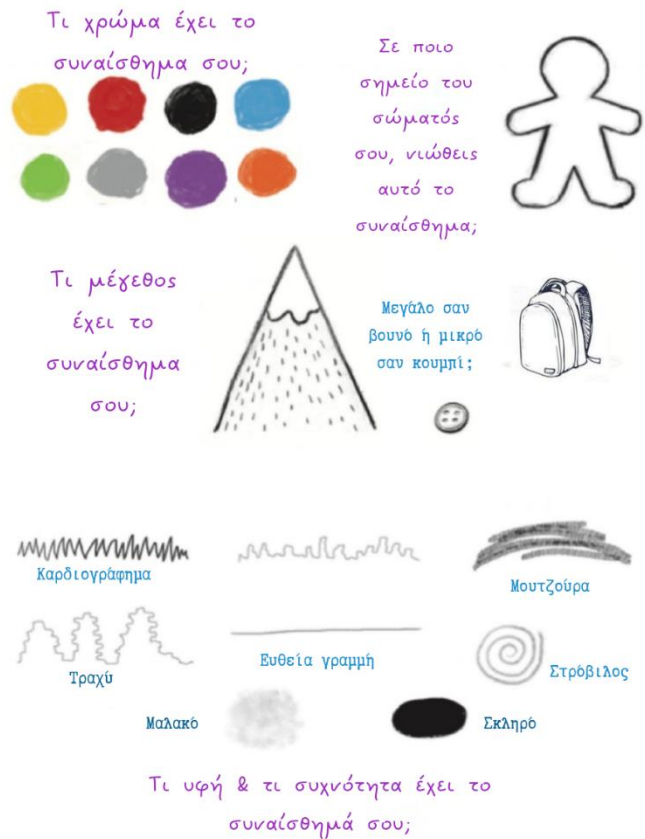 Τι χρώμα έχει το
συναίσθημα σου;
Σε ποιο
σημείο του
σώματός
σου, νιώθεις
αυτό το
συναίσθημα;
Τι μέγεθος
έχει το
συναίσθημα
σου;
Μεγάλο σαν
βουνό ή μικρό
σαν κουμπί;
Καρδιογράφημα
Μουτζούρα
Τραχύ
Ευθεία γραμμή
Στρόβιλος
Μαλακό
Σκληρό
Τι υφή & τι συχνότητα έχει το
συναίσθημά σου;